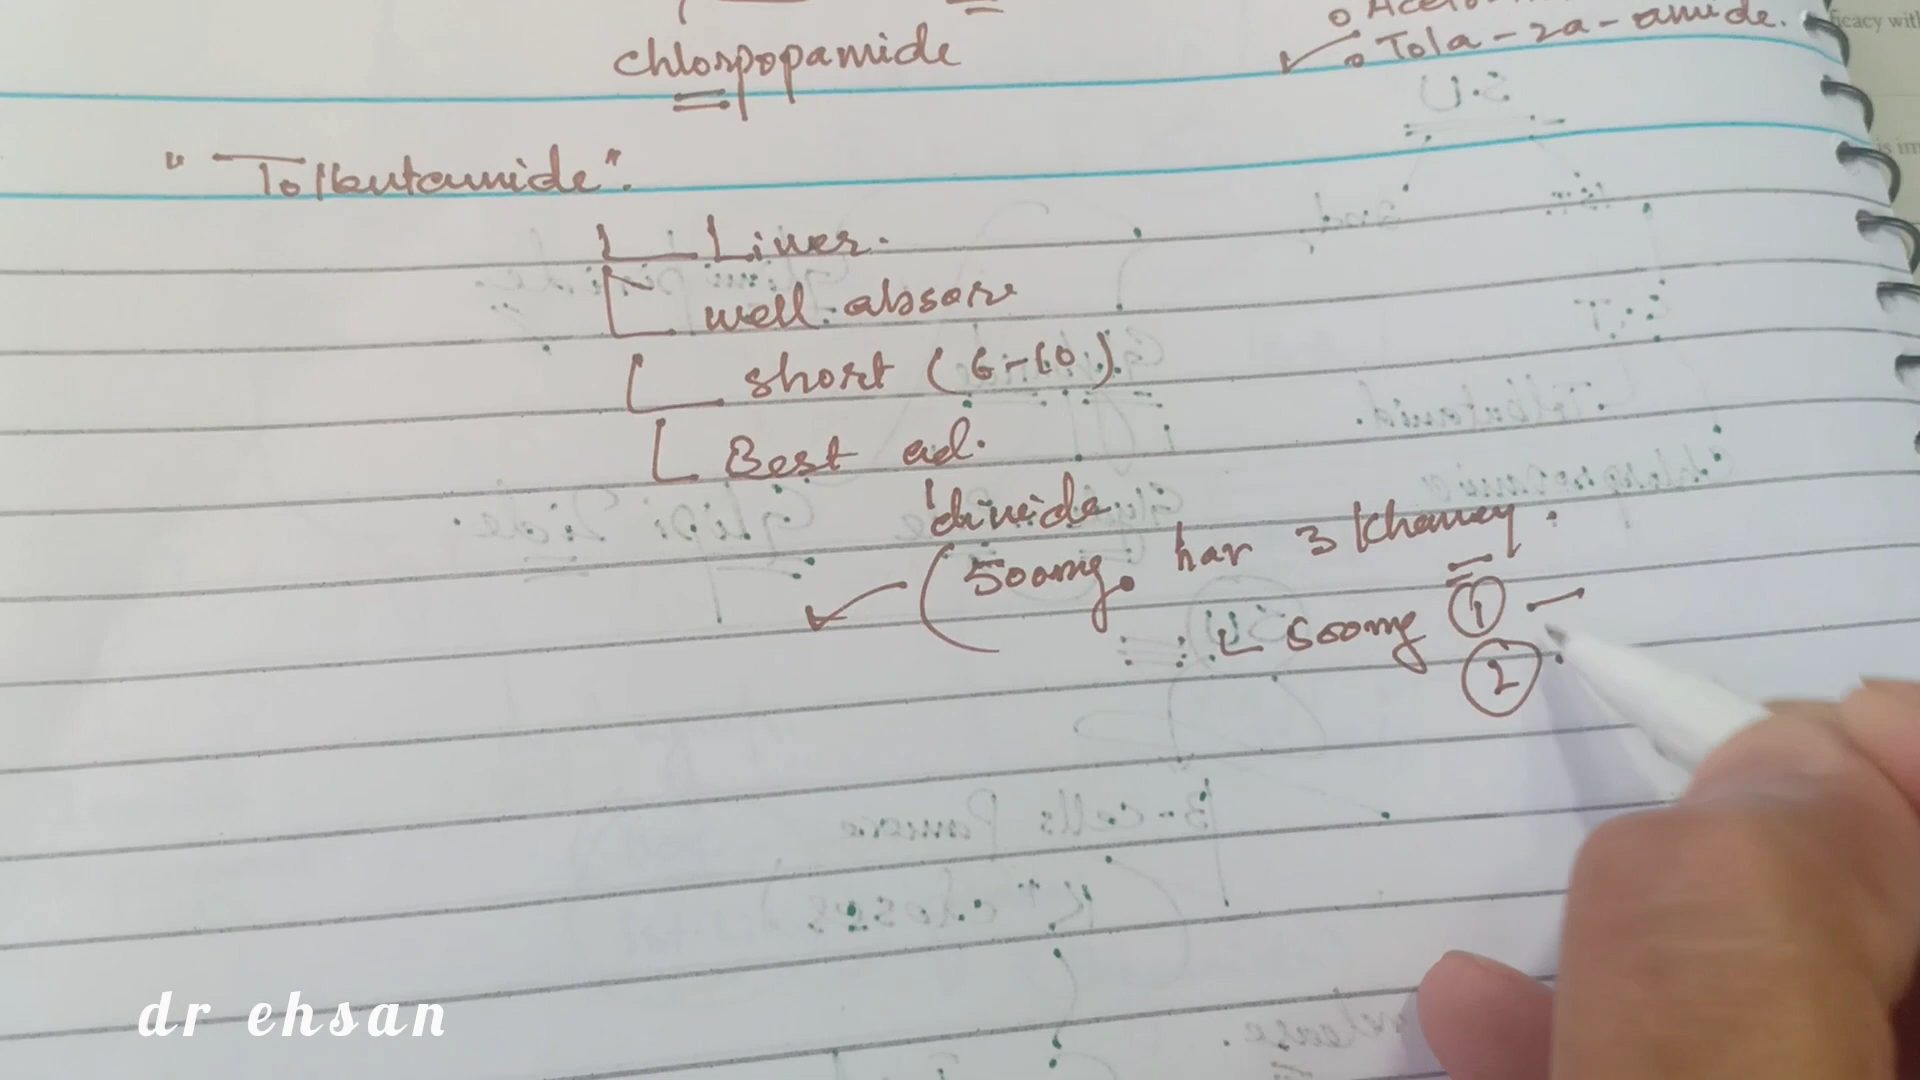 chlorpopamide
Tola-za-amide.
"Tolbutamide".
Liver.
well absorv
short (6-10).
Best ad.
divide
500mg. har 3 Khaney.
500mg 1 —
2
dr ehsan